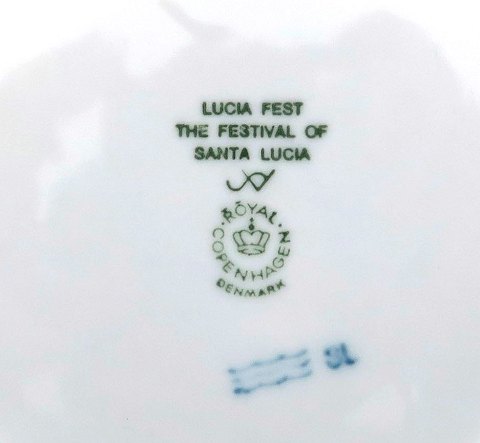 LUCIA FEST
THE FESTIVAL OF
SANTA LUCIA
ROYAL
COPENHAGEN
DENMARK